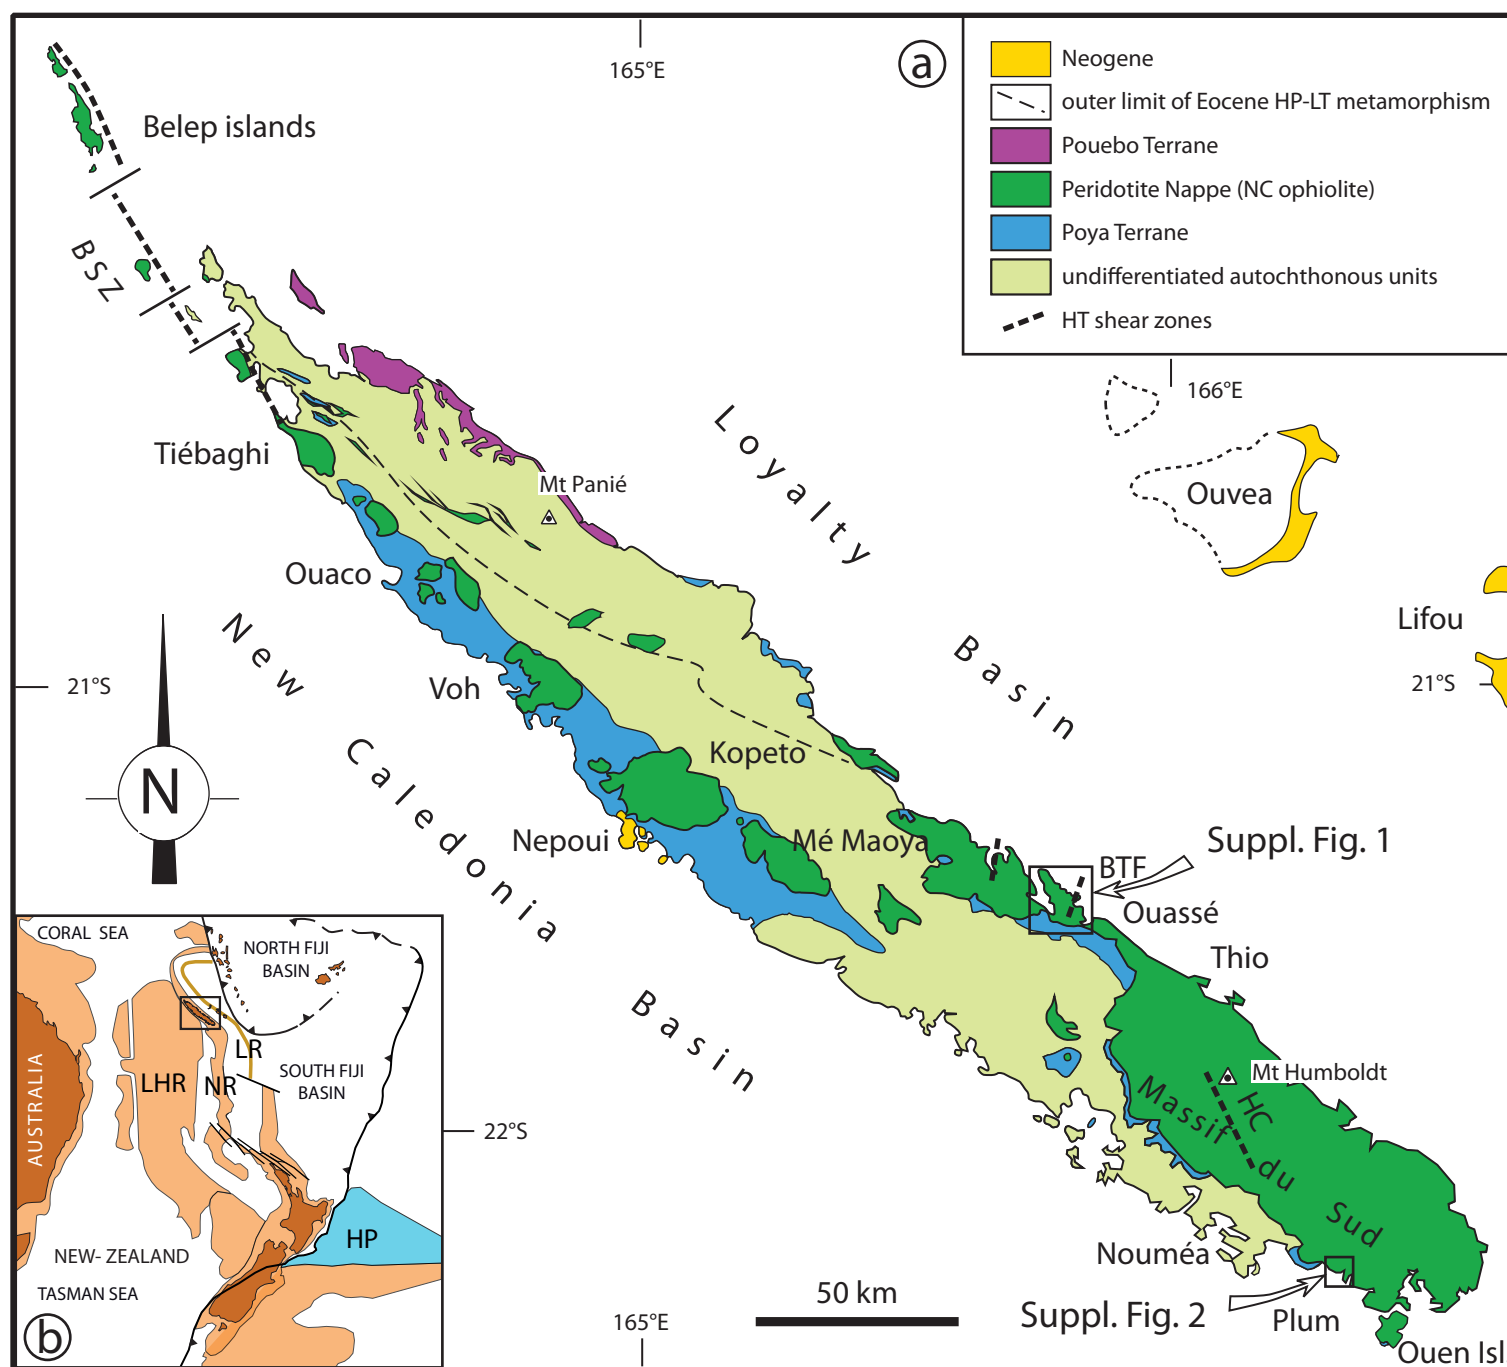 165°E
a
Neogene
outer limit of Eocene HP-LT metamorphism
Pouebo Terrane
Peridotite Nappe (NC ophiolite)
Poya Terrane
undifferentiated autochthonous units
HT shear zones
Belep islands
BSZ
166°E
Tiébaghi
Mt Panié
Loyalty Basin
Ouvea
Ouaco
Lifou
New Caledonia Basin
21°S
21°S
Voh
Kopeto
N
Nepoui
Mé Maoya
Suppl. Fig. 1
BTF
Ouassé
Thio
Mt Humboldt
HC
Massif du Sud
22°S
Nouméa
50 km
Suppl. Fig. 2
Plum
165°E
Ouen Isl
CORAL SEA
NORTH FIJI
BASIN
LR
SOUTH FIJI
BASIN
LHR
NR
AUSTRALIA
HP
NEW- ZEALAND
TASMAN SEA
b